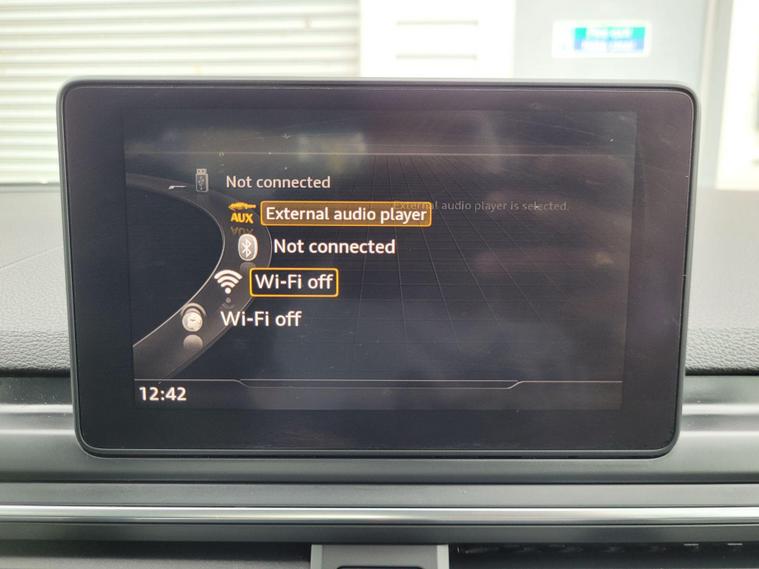 Not connected
AUX External audio player
External audio player is selected.
Not connected
Wi-Fi off
Wi-Fi off
12:42